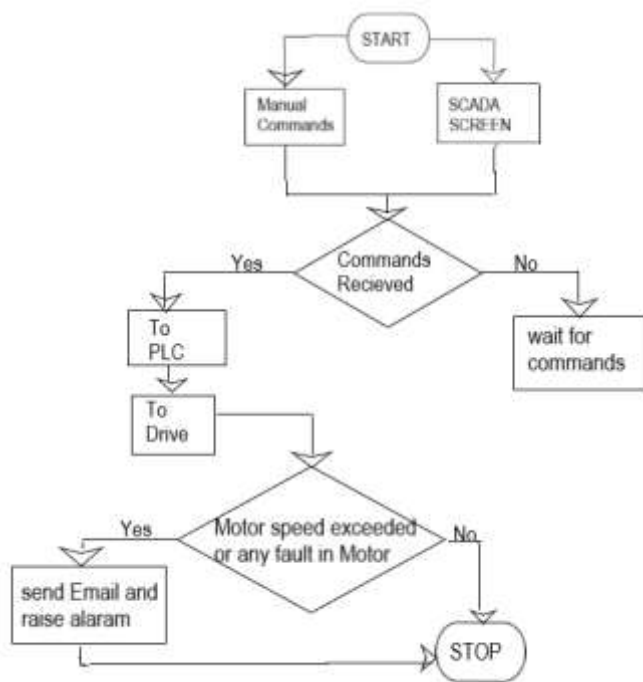 START
Manual
Commands
SCADA
SCREEN
Commands
Recieved
Yes
No
To
PLC
wait for
commands
To
Drive
Motor speed exceeded
or any fault in Motor
Yes
No
send Email and
raise alaram
STOP